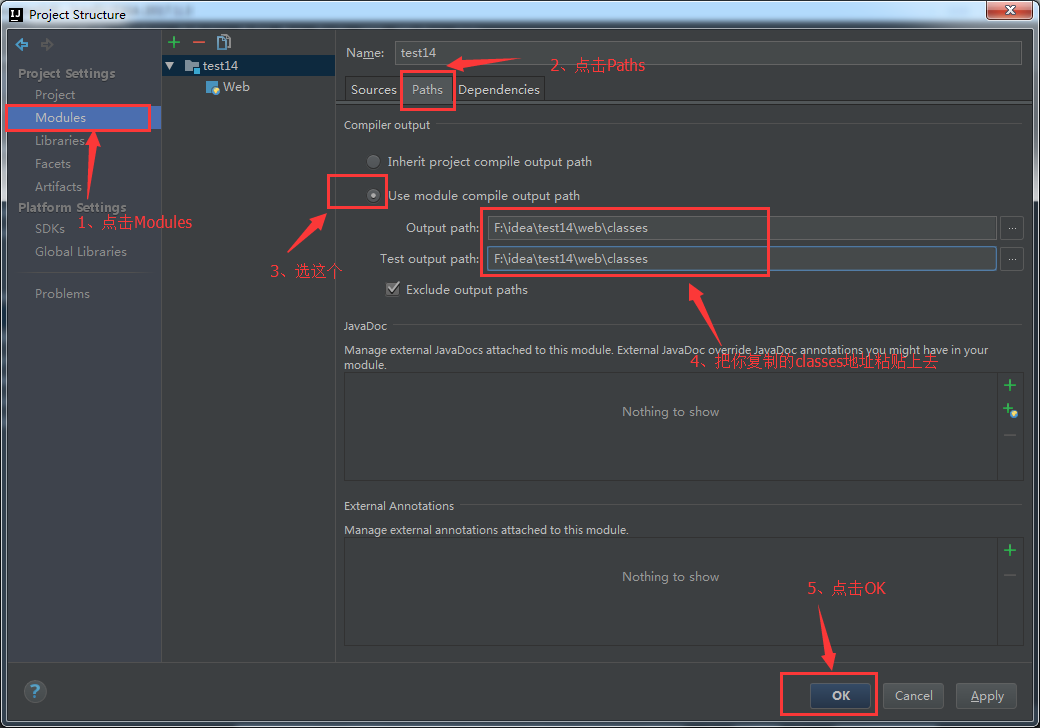 Project Structure
Project Settings
Project
Modules
Libraries
Facets
Artifacts
Platform Settings
SDKs
Global Libraries
Problems
1、点击Modules
test14
Web
Name: test14
2、点击Paths
Sources Paths Dependencies
Compiler output
Inherit project compile output path
Use module compile output path
3、选这个
Output path: F:\idea\test14\web\classes ...
Test output path: F:\idea\test14\web\classes ...
Exclude output paths
JavaDoc
Manage external JavaDocs attached to this module. External JavaDoc override JavaDoc annotations you might have in your
module.
4、把你复制的classes地址粘贴上去
Nothing to show
External Annotations
Manage external annotations attached to this module.
Nothing to show
5、点击OK
? OK Cancel Apply